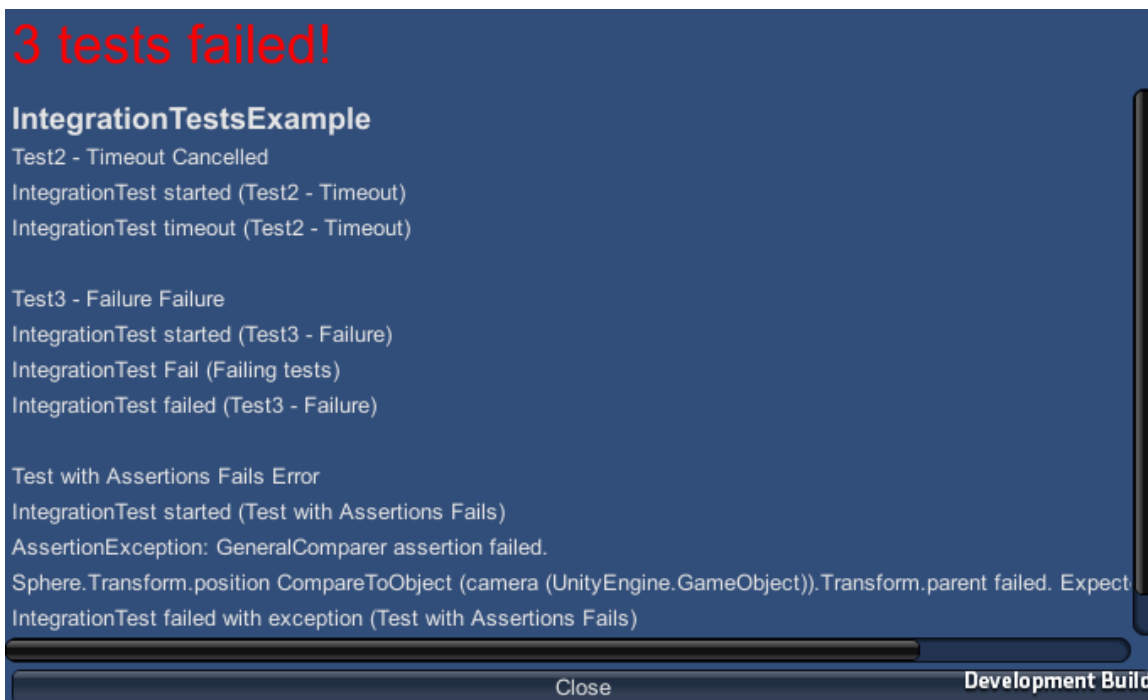 3 tests failed!
IntegrationTestsExample
Test2 - Timeout Cancelled
IntegrationTest started (Test2 - Timeout)
IntegrationTest timeout (Test2 - Timeout)
Test3 - Failure Failure
IntegrationTest started (Test3 - Failure)
IntegrationTest Fail (Failing tests)
IntegrationTest failed (Test3 - Failure)
Test with Assertions Fails Error
IntegrationTest started (Test with Assertions Fails)
AssertionException: GeneralComparer assertion failed.
Sphere.Transform.position CompareToObject (camera (UnityEngine.GameObject)).Transform.parent failed. Expect
IntegrationTest failed with exception (Test with Assertions Fails)
Close
Development Build